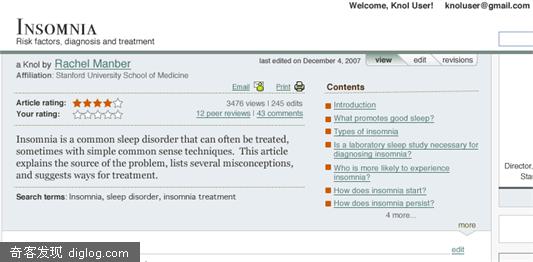 Welcome, Knol User! knoluser@gmail.com
Insomnia
Risk factors, diagnosis and treatment
a Knol by Rachel Manber
Affiliation: Stanford University School of Medicine
last edited on December 4, 2007 view edit revisions
Email Print
Article rating:
3476 views | 245 edits
Your rating:
12 peer reviews | 43 comments
Insomnia is a common sleep disorder that can often be treated,
sometimes with simple common sense techniques. This article
explains the source of the problem, lists several misconceptions,
and suggests ways for treatment.
Search terms: Insomnia, sleep disorder, insomnia treatment
Contents
Introduction
What promotes good sleep?
Types of insomnia
Is a laboratory sleep study necessary for
diagnosing insomnia?
Who is more likely to experience
insomnia?
How does insomnia start?
How does insomnia persist?
4 more...
more
edit
Director,
Sta
奇客发现 diglog.com